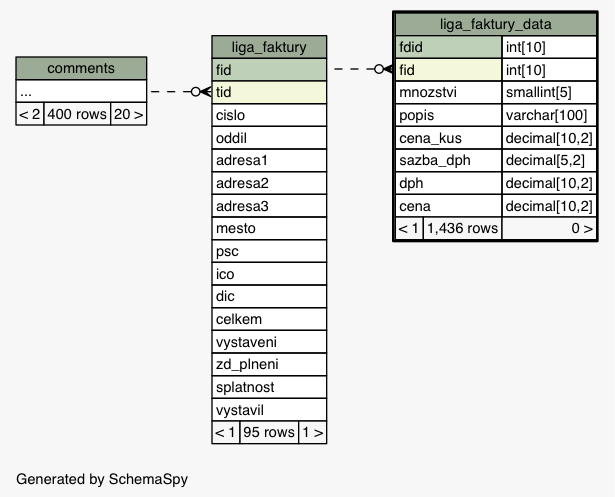 comments
...
< 2 400 rows 20 >
liga_faktury
fid
tid
cislo
oddil
adresa1
adresa2
adresa3
mesto
psc
ico
dic
celkem
vystaveni
zd_plneni
splatnost
vystavil
< 1 95 rows 1 >
liga_faktury_data
fdid int[10]
fid int[10]
mnozstvi smallint[5]
popis varchar[100]
cena_kus decimal[10,2]
sazba_dph decimal[5,2]
dph decimal[10,2]
cena decimal[10,2]
< 1 1,436 rows 0 >
Generated by SchemaSpy